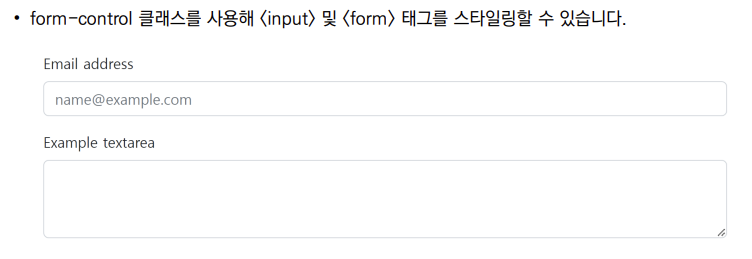 • form-control 클래스를 사용해 <input> 및 <form> 태그를 스타일링할 수 있습니다.
Email address
name@example.com
Example textarea